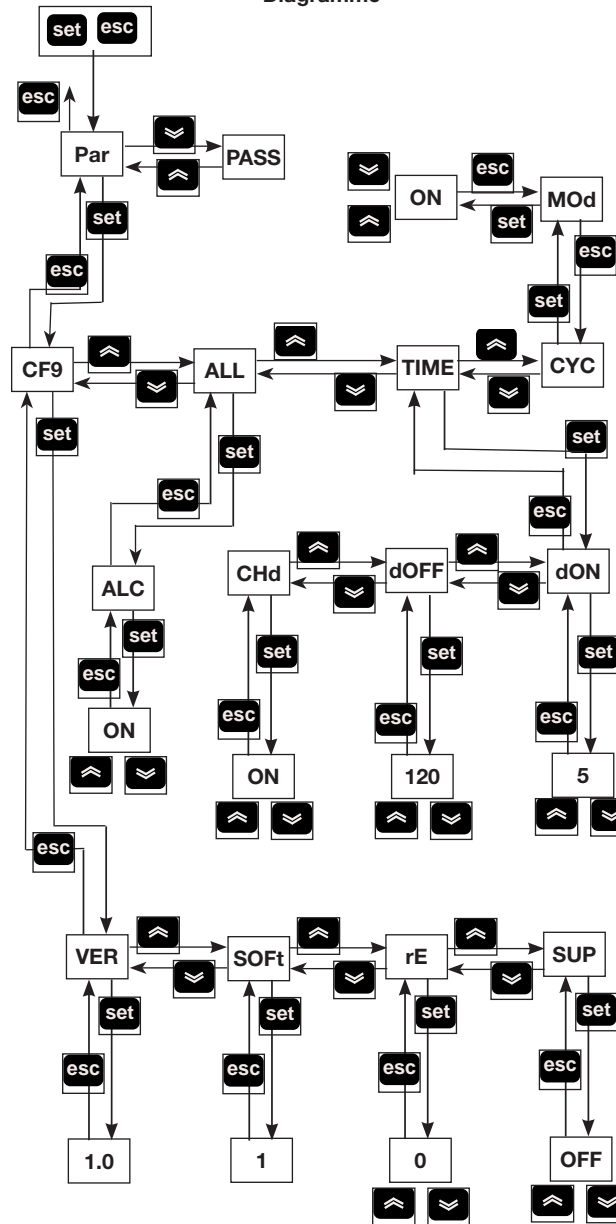 Diagramme
set esc
esc
Par
PASS
set
esc
ON
esc
MOd
set
esc
set
CF9
ALL
TIME
CYC
set
set
set
esc
esc
ALC
CHd
dOFF
dON
set
set
set
set
esc
esc
esc
esc
ON
ON
120
5
esc
VER
SOFt
rE
SUP
set
set
set
set
esc
esc
esc
esc
1.0
1
0
OFF